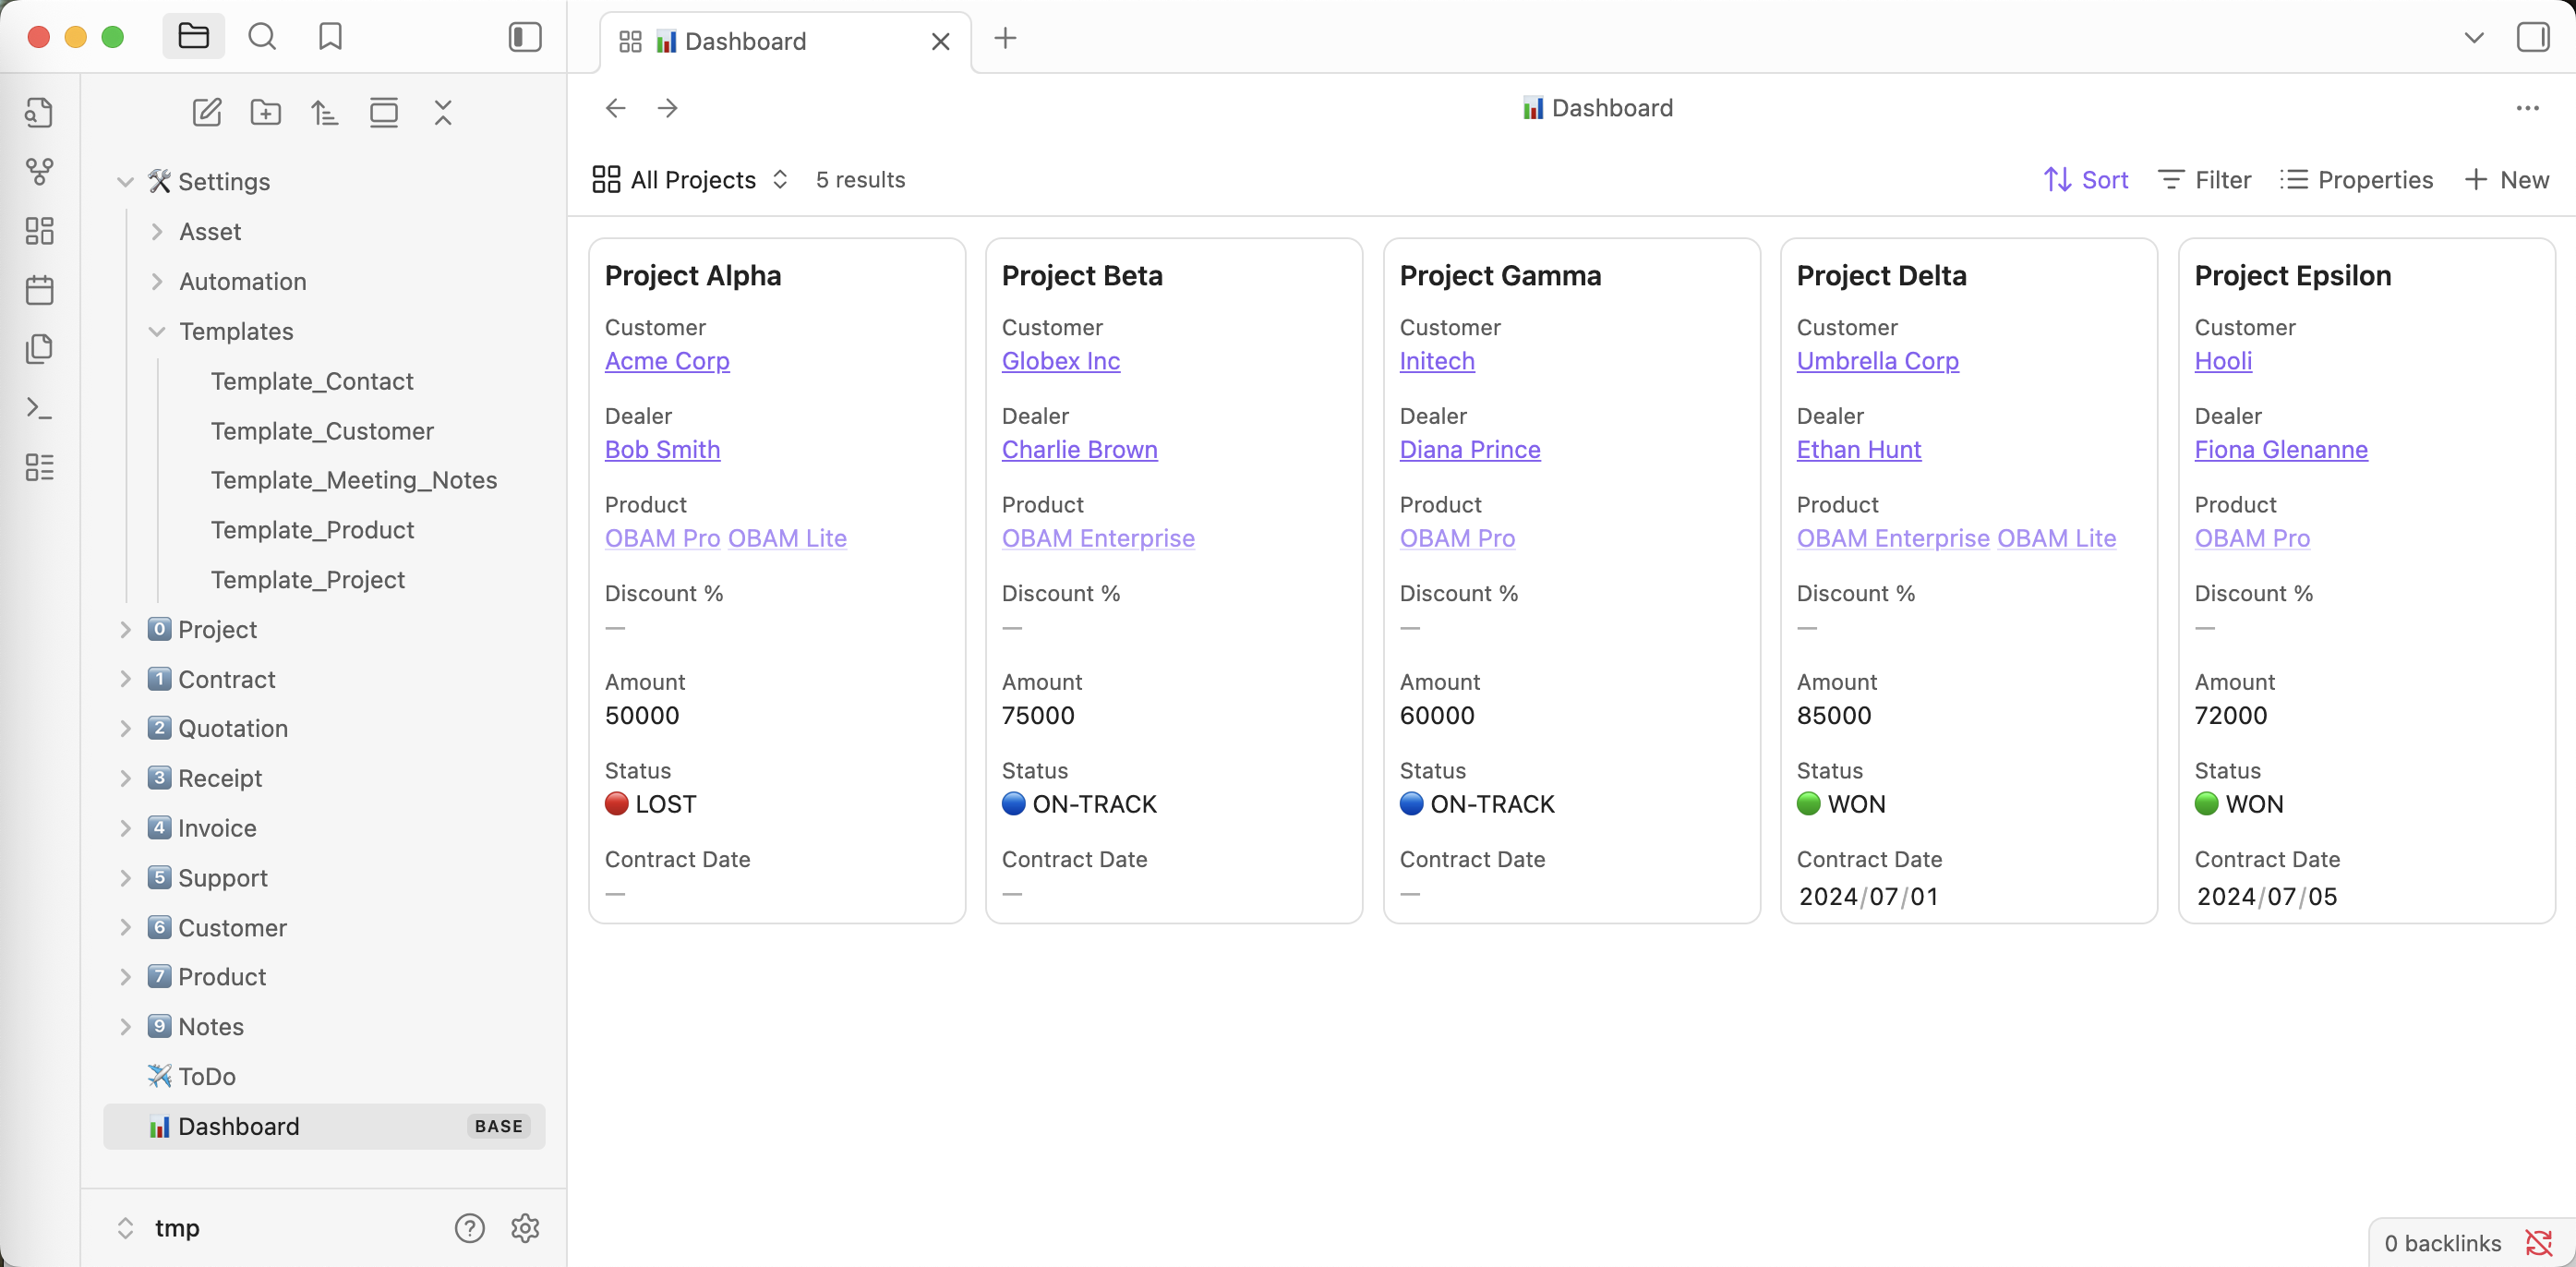 Dashboard
Dashboard
All Projects
5 results
Sort
Filter
Properties
New
Settings
Asset
Automation
Templates
Template_Contact
Template_Customer
Template_Meeting_Notes
Template_Product
Template_Project
0 Project
1 Contract
2 Quotation
3 Receipt
4 Invoice
5 Support
6 Customer
7 Product
9 Notes
ToDo
Dashboard
BASE
tmp
Project Alpha
Customer
Acme Corp
Dealer
Bob Smith
Product
OBAM Pro OBAM Lite
Discount %
—
Amount
50000
Status
LOST
Contract Date
—
Project Beta
Customer
Globex Inc
Dealer
Charlie Brown
Product
OBAM Enterprise
Discount %
—
Amount
75000
Status
ON-TRACK
Contract Date
—
Project Gamma
Customer
Initech
Dealer
Diana Prince
Product
OBAM Pro
Discount %
—
Amount
60000
Status
ON-TRACK
Contract Date
—
Project Delta
Customer
Umbrella Corp
Dealer
Ethan Hunt
Product
OBAM Enterprise OBAM Lite
Discount %
—
Amount
85000
Status
WON
Contract Date
2024/07/01
Project Epsilon
Customer
Hooli
Dealer
Fiona Glenanne
Product
OBAM Pro
Discount %
—
Amount
72000
Status
WON
Contract Date
2024/07/05
0 backlinks